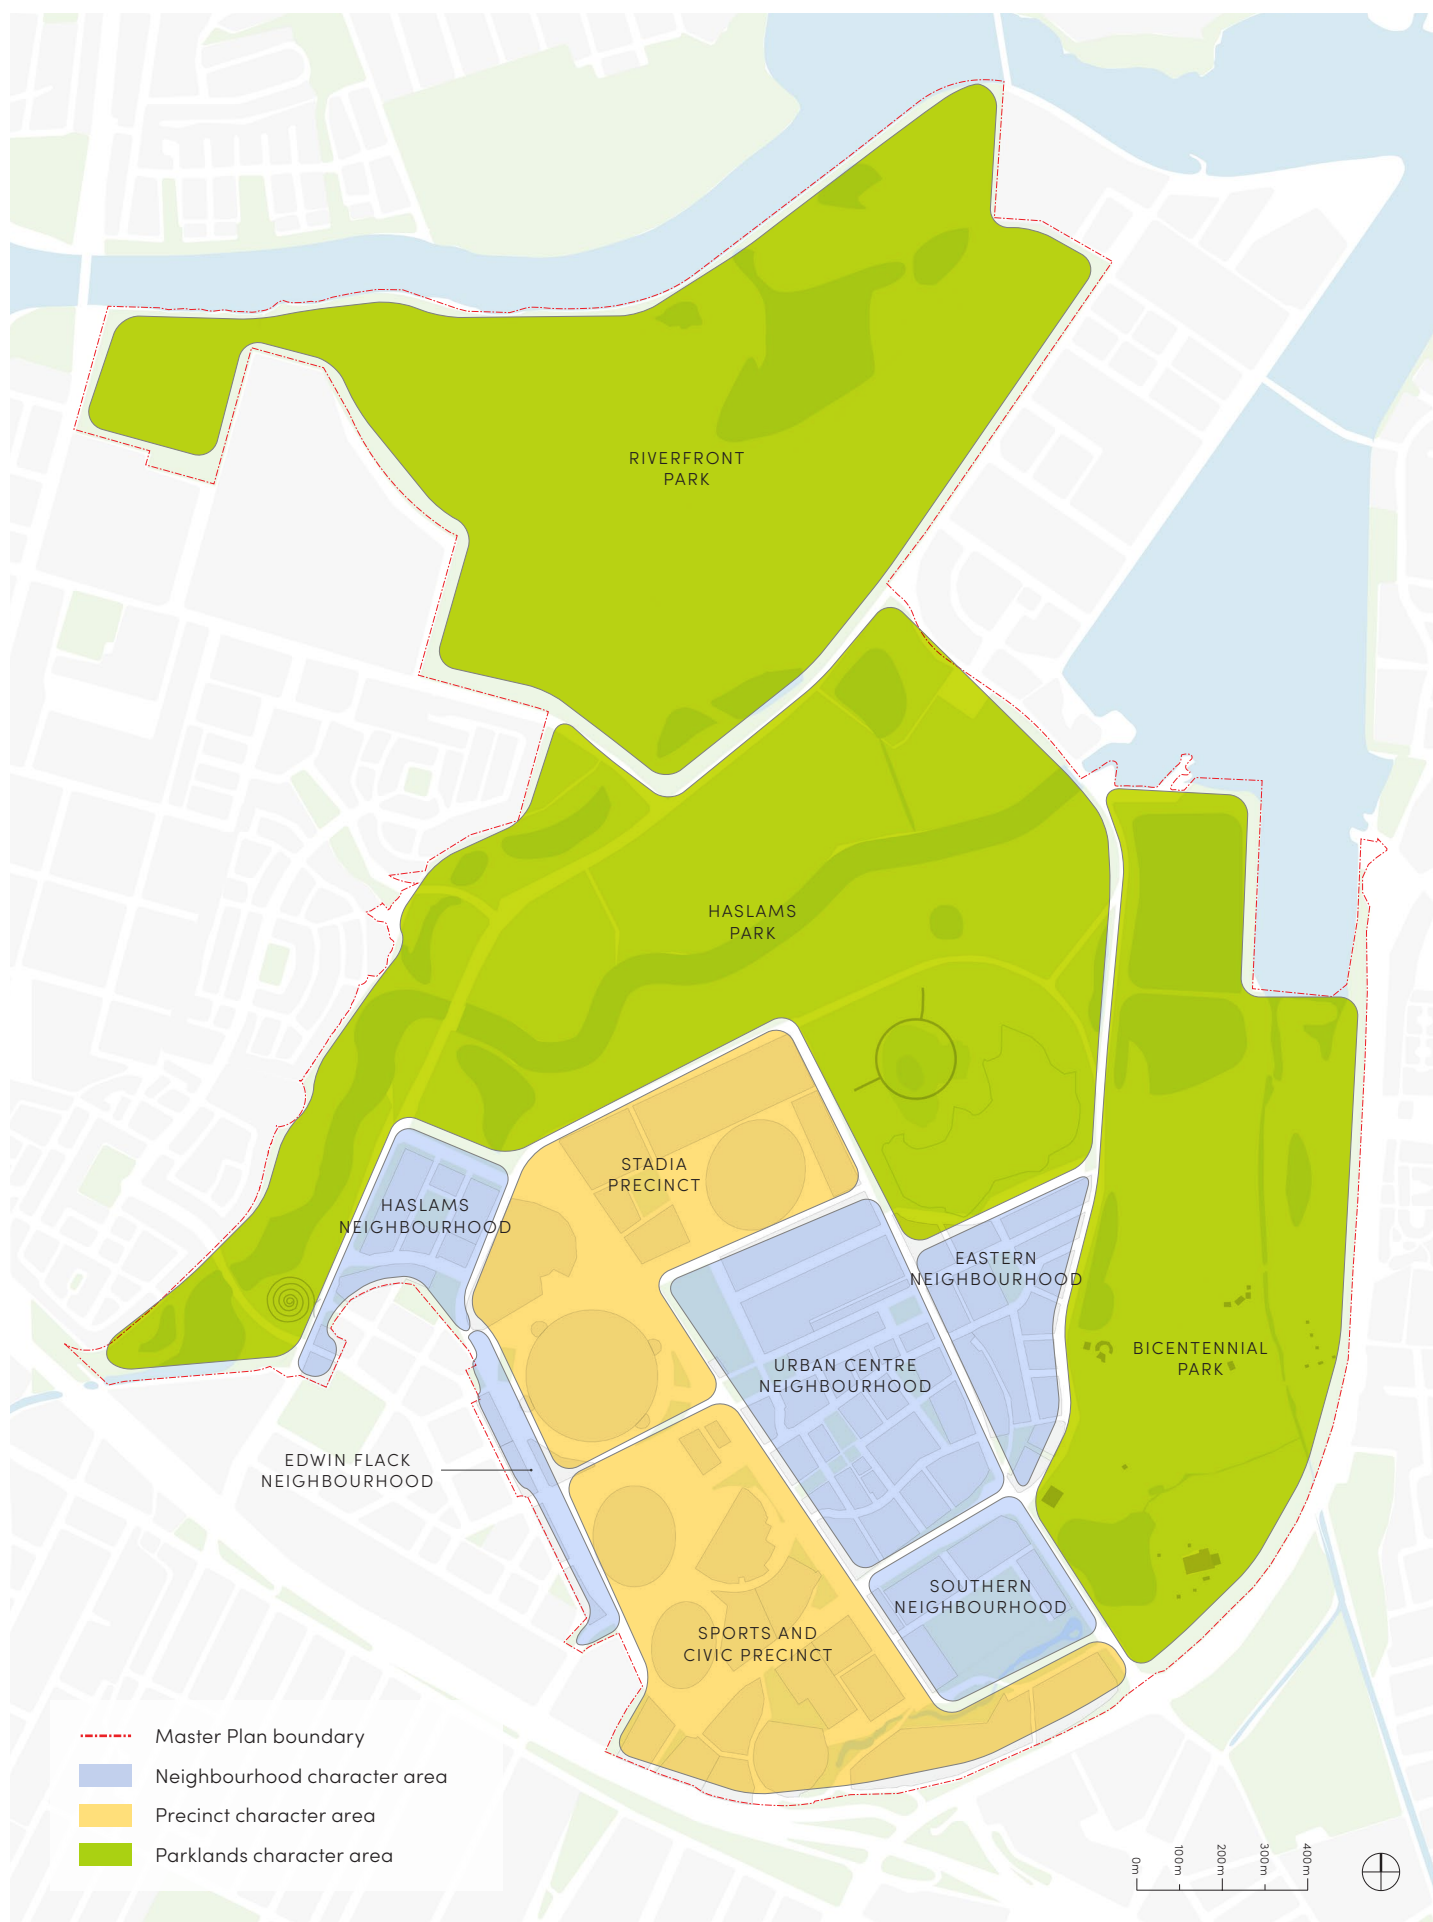 RIVERFRONT
PARK
HASLAMS
PARK
STADIA
PRECINCT
HASLAMS
NEIGHBOURHOOD
EASTERN
NEIGHBOURHOOD
URBAN CENTRE
NEIGHBOURHOOD
BICENTENNIAL
PARK
EDWIN FLACK
NEIGHBOURHOOD
SOUTHERN
NEIGHBOURHOOD
SPORTS AND
CIVIC PRECINCT
Master Plan boundary
Neighbourhood character area
Precinct character area
Parklands character area
0m
100m
200m
300m
400m